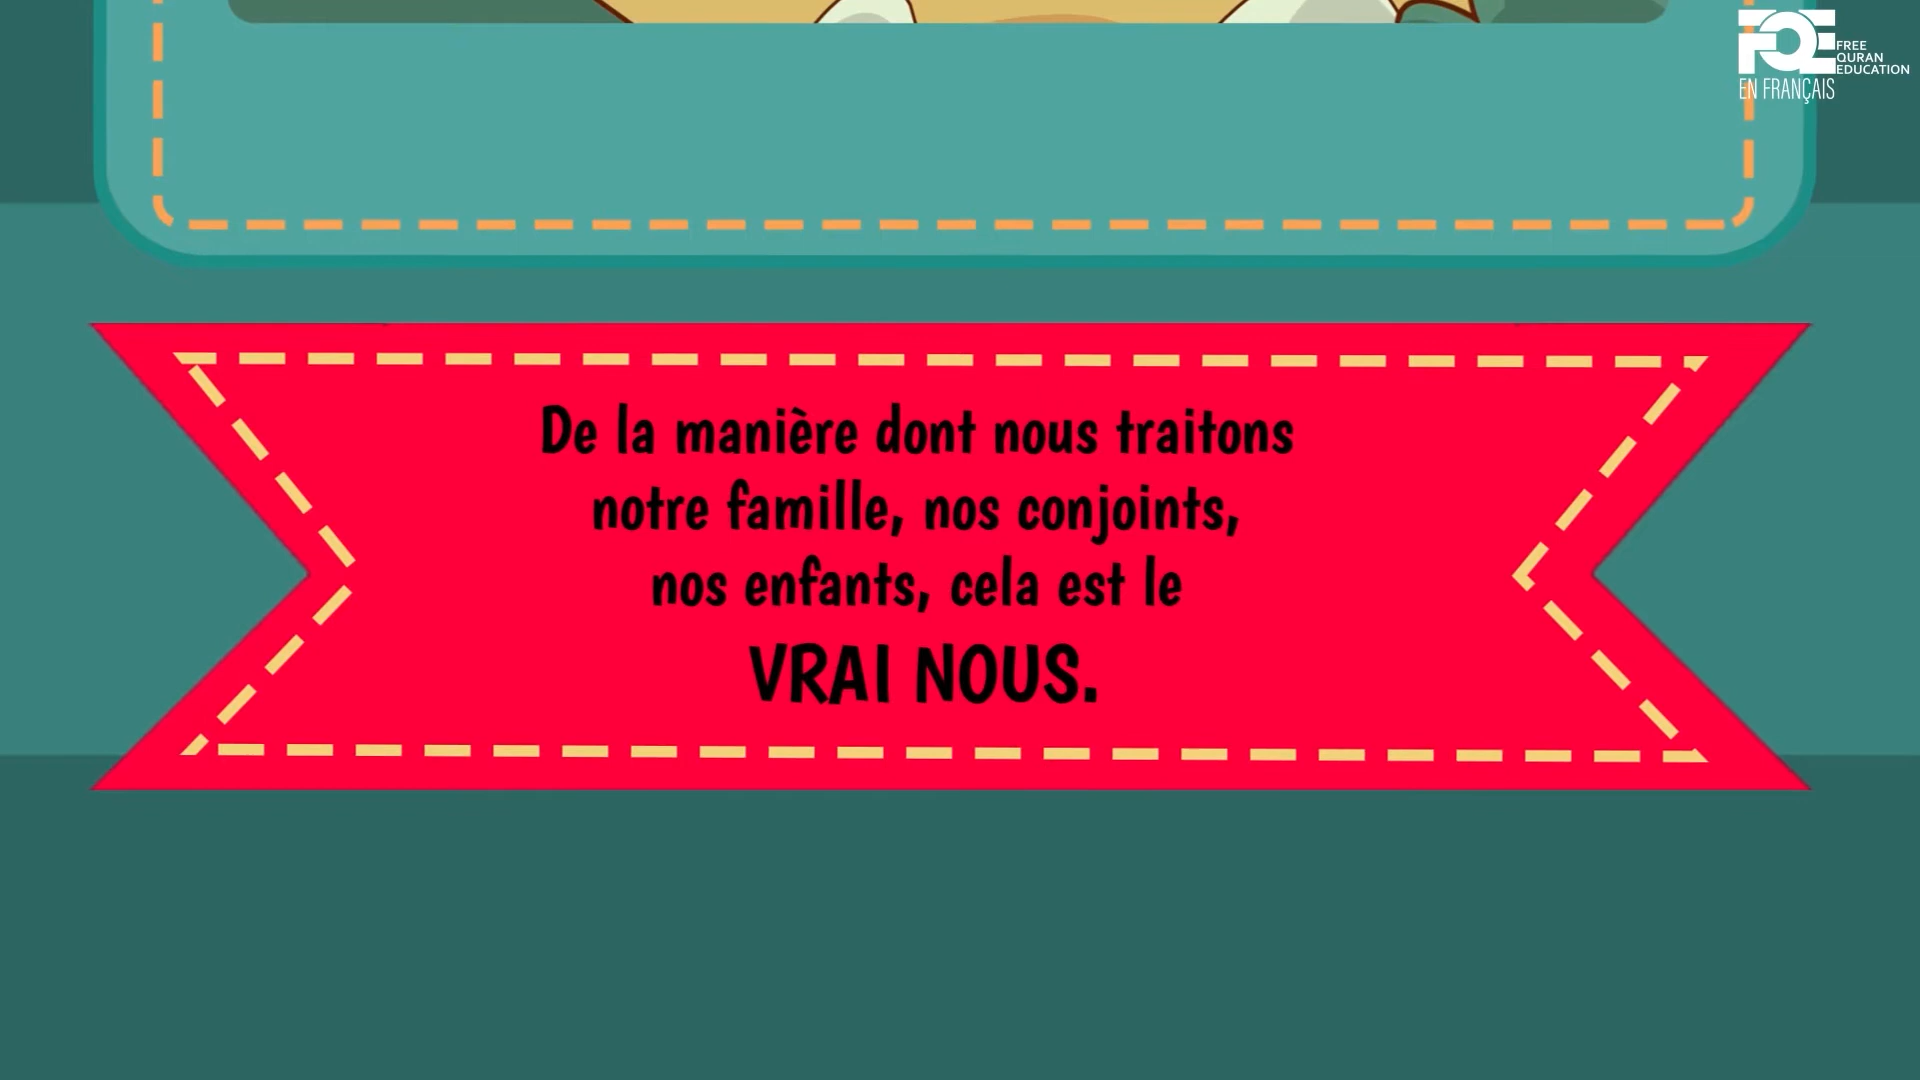 FQE
FREE
QURAN
EDUCATION
EN FRANÇAIS
De la manière dont nous traitons
notre famille, nos conjoints,
nos enfants, cela est le
VRAI NOUS.